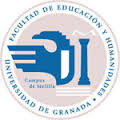 FACULTAD DE EDUCACIÓN Y HUMANIDADES
Campus
de Melilla
UNIVERSIDAD DE GRANADA